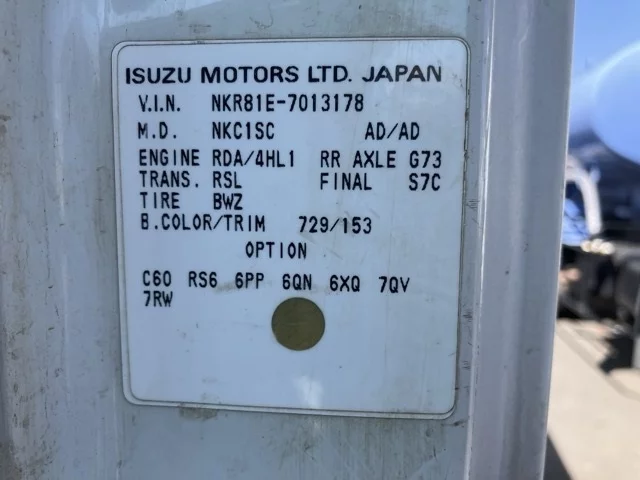 ISUZU MOTORS LTD. JAPAN
V.I.N. NKR81E-7013178
M.D. NKC1SC AD/AD
ENGINE RDA/4HL1 RR AXLE G73
TRANS. RSL FINAL S7C
TIRE BWZ
B.COLOR/TRIM 729/153
OPTION
C60 RS6 6PP 6QN 6XQ 7QV
7RW